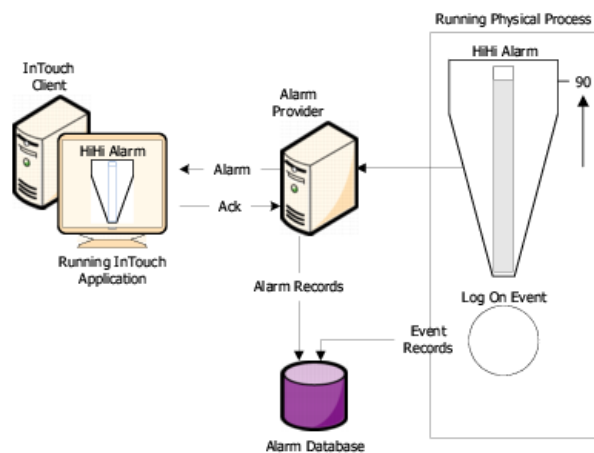 Running Physical Process
HiHi Alarm
90
InTouch
Client
Alarm
Provider
HiHi Alarm
Alarm
Ack
Running InTouch
Application
Alarm Records
Log On Event
Event
Records
Alarm Database